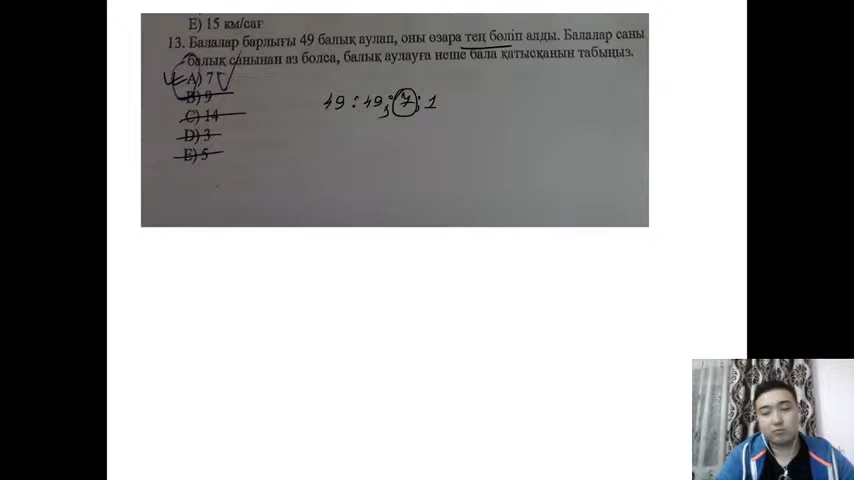 E) 15 км/сағ
13. Балалар барлығы 49 балық аулап, оны өзара тең бөліп алды. Балалар саны
балық санынан аз болса, балық аулауға неше бала қатысқанын табыңыз.
A) 7
B) 9
C) 14
D) 3
E) 5
49 : 49; 7; 1